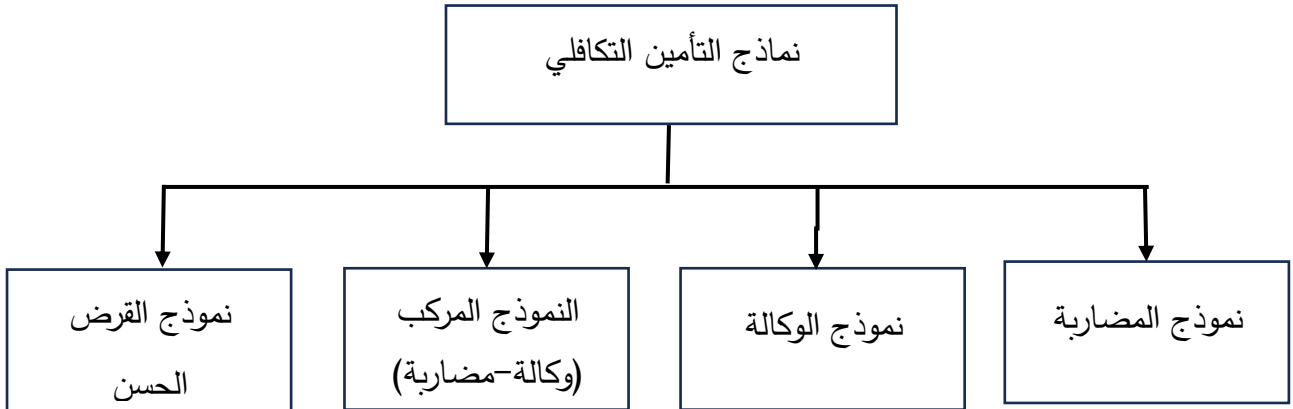 نماذج التأمين التكافلي
نموذج المضاربة
نموذج الوكالة
النموذج المركب
(وكالة-مضاربة)
نموذج القرض
الحسن